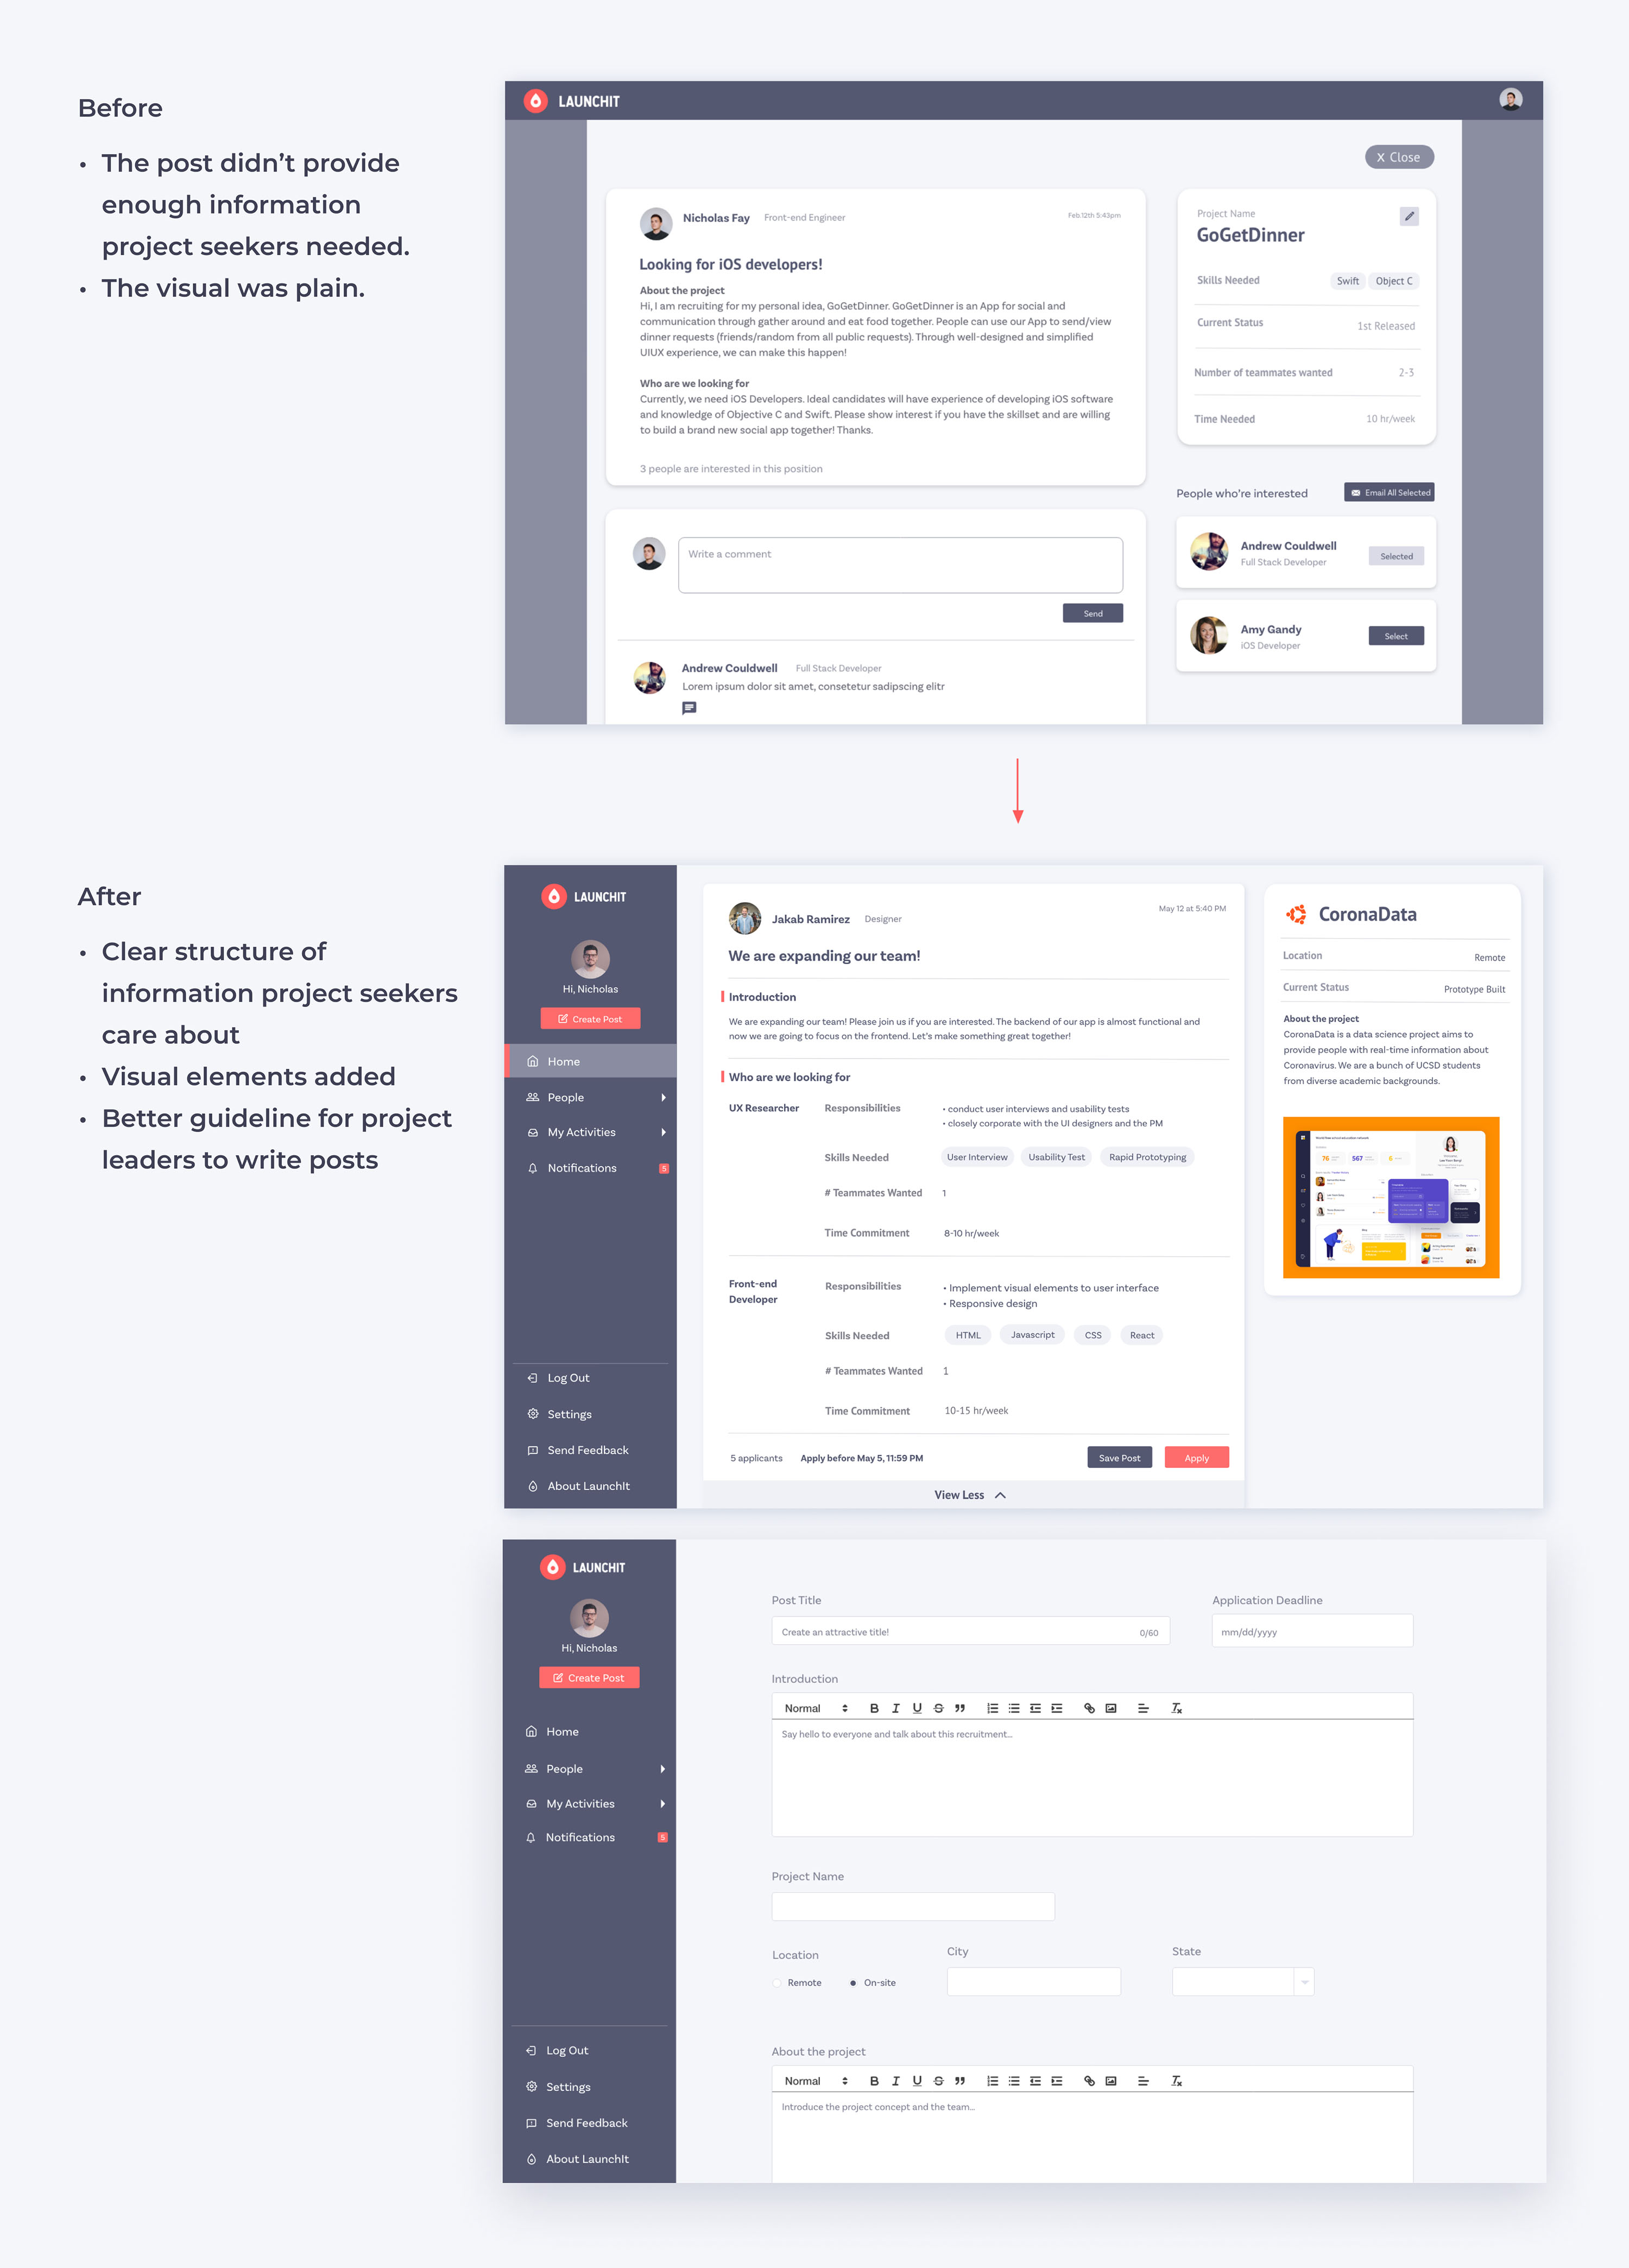 Before
• The post didn't provide
enough information
project seekers needed.
• The visual was plain.
LAUNCHIT
X Close
Nicholas Fay Front-end Engineer Feb.12th 5:43pm
Looking for iOS developers!
About the project
Hi, I am recruiting for my personal idea, GoGetDinner. GoGetDinner is an App for social and
communication through gather around and eat food together. People can use our App to send/view
dinner requests (friends/random from all public requests). Through well-designed and simplified
UIUX experience, we can make this happen!
Who are we looking for
Currently, we need iOS Developers. Ideal candidates will have experience of developing iOS software
and knowledge of Objective C and Swift. Please show interest if you have the skillset and are willing
to build a brand new social app together! Thanks.
3 people are interested in this position
Write a comment
Send
Andrew Couldwell Full Stack Developer
Lorem ipsum dolor sit amet, consetetur sadipscing elitr
Project Name
GoGetDinner
Skills Needed Swift Object C
Current Status 1st Released
Number of teammates wanted 2-3
Time Needed 10 hr/week
People who're interested Email All Selected
Andrew Couldwell
Full Stack Developer
Selected
Amy Gandy
iOS Developer
Select
After
• Clear structure of
information project seekers
care about
• Visual elements added
• Better guideline for project
leaders to write posts
LAUNCHIT
Hi, Nicholas
Create Post
Home
People
My Activities
Notifications 5
Log Out
Settings
Send Feedback
About LaunchIt
Jakab Ramirez Designer May 12 at 5:40 PM
We are expanding our team!
Introduction
We are expanding our team! Please join us if you are interested. The backend of our app is almost functional and
now we are going to focus on the frontend. Let's make something great together!
Who are we looking for
UX Researcher Responsibilities • conduct user interviews and usability tests
• closely corporate with the UI designers and the PM
Skills Needed User Interview Usability Test Rapid Prototyping
# Teammates Wanted 1
Time Commitment 8-10 hr/week
Front-end
Developer
Responsibilities • Implement visual elements to user interface
• Responsive design
Skills Needed HTML Javascript CSS React
# Teammates Wanted 1
Time Commitment 10-15 hr/week
5 applicants Apply before May 5, 11:59 PM Save Post Apply
View Less
CoronaData
Location Remote
Current Status Prototype Built
About the project
CoronaData is a data science project aims to
provide people with real-time information about
Coronavirus. We are a bunch of UCSD students
from diverse academic backgrounds.
76 567
LAUNCHIT
Hi, Nicholas
Create Post
Home
People
My Activities
Notifications 5
Log Out
Settings
Send Feedback
About LaunchIt
Post Title Application Deadline
Create an attractive title! 0/60 mm/dd/yyyy
Introduction
Normal B I U S
Say hello to everyone and talk about this recruitment...
Project Name
Location City State
Remote On-site
About the project
Normal B I U S
Introduce the project concept and the team...